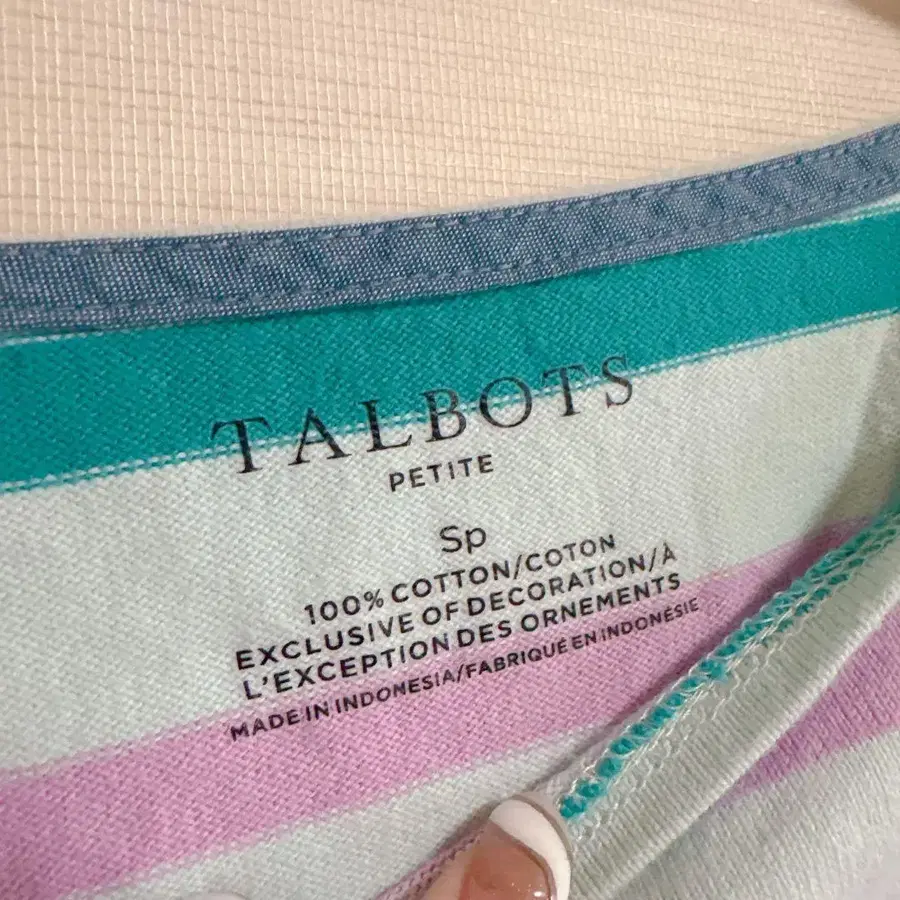 TALBOTS
PETITE
Sp
100% COTTON/COTON
EXCLUSIVE OF DECORATION/À
L'EXCEPTION DES ORNEMENTS
MADE IN INDONESIA/FABRIQUÉ EN INDONÉSIE